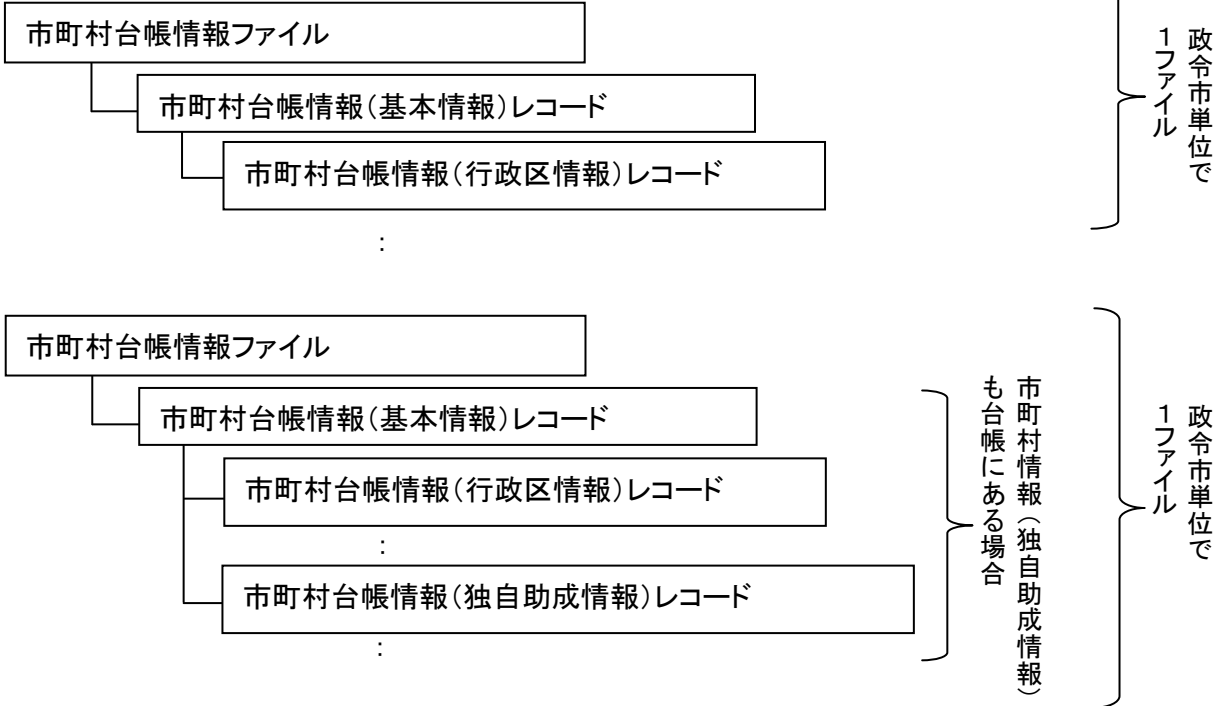 市町村台帳情報ファイル
市町村台帳情報（基本情報）レコード
市町村台帳情報（行政区情報）レコード
：
政令市単位で
１ファイル
市町村台帳情報ファイル
市町村台帳情報（基本情報）レコード
市町村台帳情報（行政区情報）レコード
：
市町村台帳情報（独自助成情報）レコード
：
市町村情報（独自助成情報）
も台帳にある場合
政令市単位で
１ファイル